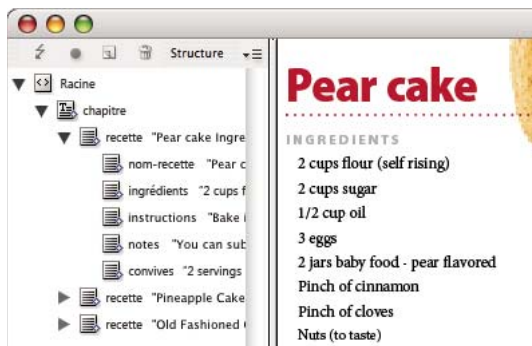 Structure
Racine
chapitre
recette "Pear cake Ingre
nom-recette "Pear c
ingrédients "2 cups f
instructions "Bake i
notes "You can sub
convives "2 servings
recette "Pineapple Cake
recette "Old Fashioned
Pear cake
INGREDIENTS
2 cups flour (self rising)
2 cups sugar
1/2 cup oil
3 eggs
2 jars baby food - pear flavored
Pinch of cinnamon
Pinch of cloves
Nuts (to taste)